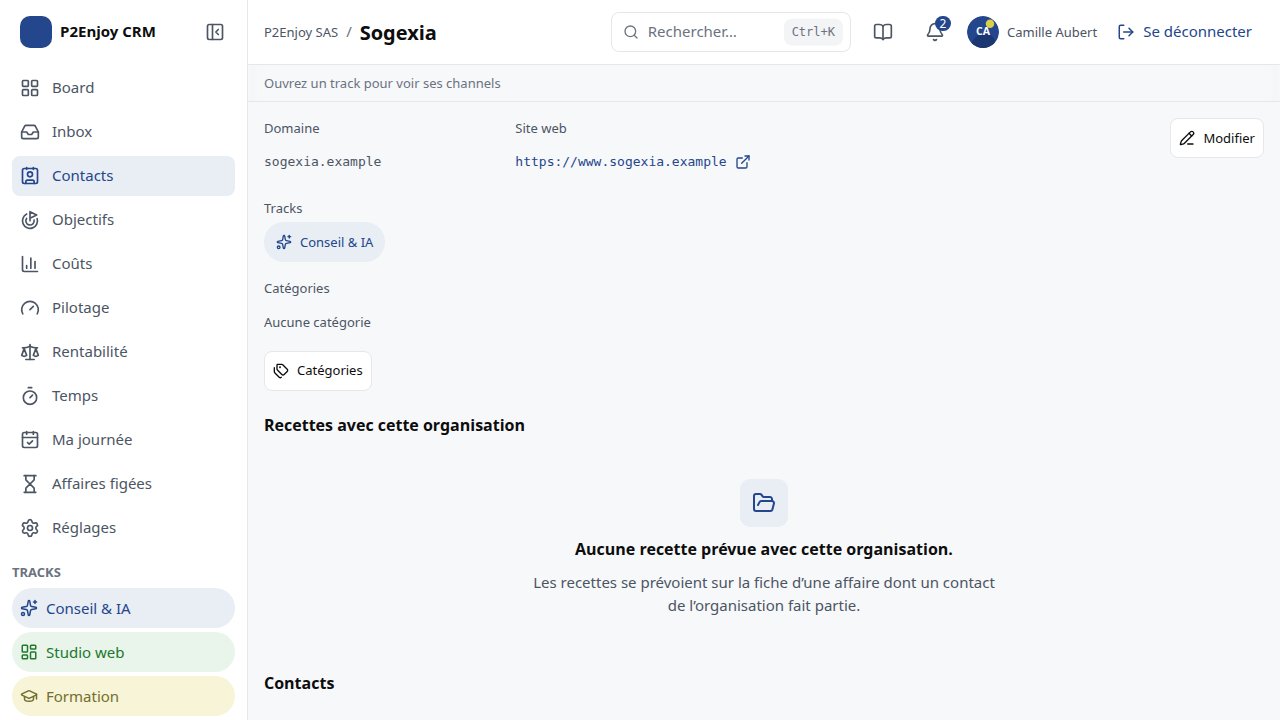 P2Enjoy CRM
Board
Inbox
Contacts
Objectifs
Coûts
Pilotage
Rentabilité
Temps
Ma journée
Affaires figées
Réglages
TRACKS
Conseil & IA
Studio web
Formation
P2Enjoy SAS / Sogexia
Rechercher... Ctrl+K
2
CA Camille Aubert
Se déconnecter
Ouvrez un track pour voir ses channels
Domaine Site web
Modifier
sogexia.example https://www.sogexia.example
Tracks
Conseil & IA
Catégories
Aucune catégorie
Catégories
Recettes avec cette organisation
Aucune recette prévue avec cette organisation.
Les recettes se prévoient sur la fiche d’une affaire dont un contact
de l’organisation fait partie.
Contacts